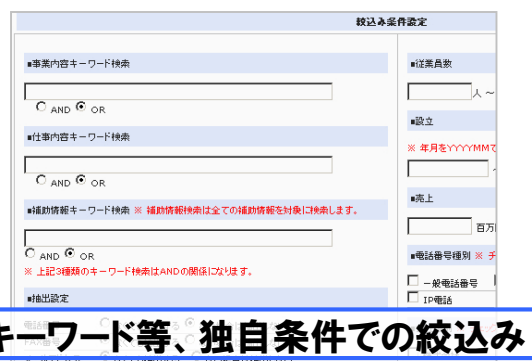 絞込み条件設定
■事業内容キーワード検索
AND OR
■仕事内容キーワード検索
AND OR
■補助情報キーワード検索 ※ 補助情報検索は全ての補助情報を対象に検索します。
AND OR
※ 上記3種類のキーワード検索はANDの関係になります。
■抽出設定
■従業員数
人 ～
■設立
※ 年月をYYYYMMで
～
■売上
百万
■電話番号種別 ※ チ
一般電話番号
IP電話
キーワード等、独自条件での絞込み